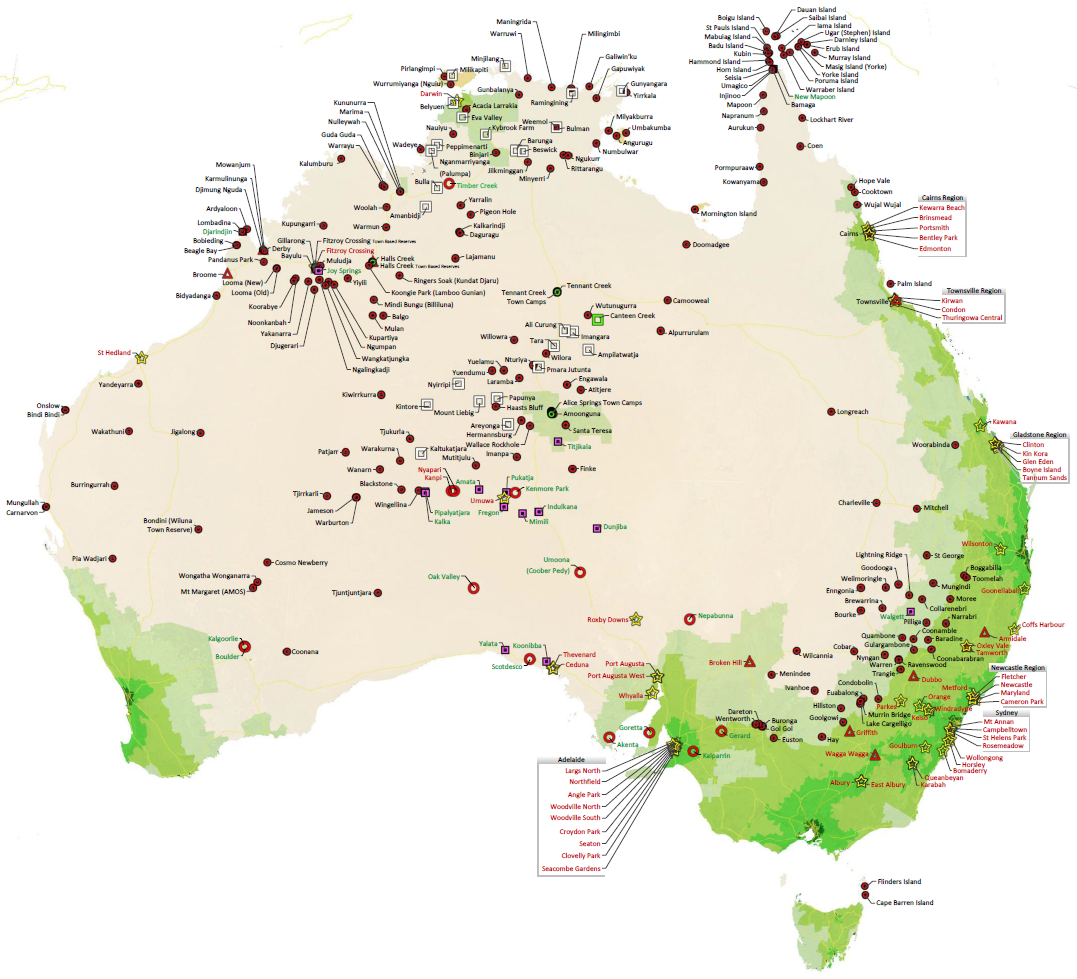 Maningrida
Warruwi
Milingimbi
Minjilang
Galiwin'ku
Gapuwiyak
Pirlangimpi
Milikapiti
Wurrumiyanga (Nguiu)
Gunbalanya
Ramingining
Gunyangara
Yirrkala
Darwin
Belyuen
Acacia Larrakia
Eva Valley
Kybrook Farm
Weemol
Bulman
Milyakburra
Umbakumba
Angurugu
Numbulwar
Nauiyu
Wadeye
Peppimenarti
Nganmarriyanga
(Palumpa)
Binjari
Barunga
Beswick
Jilkminggan
Minyerri
Ngukurr
Rittarangu
Bulla
Timber Creek
Amanbidji
Yarralin
Pigeon Hole
Kalkarindji
Daguragu
Lajamanu
Kununurra
Marima
Nulleywah
Guda Guda
Warrayu
Kalumburu
Mowanjum
Karmulinunga
Djimung Nguda
Ardyaloon
Lombadina
Djarindjin
Bobieding
Beagle Bay
Pandanus Park
Broome
Bidyadanga
Derby
Looma (New)
Looma (Old)
Woolah
Warmun
Kupungarri
Gillarong
Bayulu
Fitzroy Crossing Town Based Reserves
Fitzroy Crossing
Muludja
Joy Springs
Yiyili
Halls Creek
Halls Creek Town Based Reserves
Ringers Soak (Kundat Djaru)
Koongie Park (Lamboo Gunian)
Mindi Bungu (Billiluna)
Balgo
Mulan
Koorabye
Noonkanbah
Yakanarra
Djugerari
Kupartiya
Ngumpan
Wangkatjungka
Ngalingkadji
Boigu Island
St Pauls Island
Mabuiag Island
Badu Island
Kubin
Hammond Island
Horn Island
Seisia
Umagico
Injinoo
Mapoon
Napranum
Aurukun
Pormpuraaw
Kowanyama
Dauan Island
Saibai Island
Iama Island
Ugar (Stephen) Island
Darnley Island
Erub Island
Murray Island
Masig Island (Yorke)
Yorke Island
Poruma Island
Warraber Island
New Mapoon
Bamaga
Lockhart River
Coen
Mornington Island
Doomadgee
Hope Vale
Cooktown
Wujal Wujal
Cairns
Cairns Region
Kewarra Beach
Brinsmead
Portsmith
Bentley Park
Edmonton
Palm Island
Townsville
Townsville Region
Kirwan
Condon
Thuringowa Central
Tennant Creek
Tennant Creek
Town Camps
Wutunugurra
Canteen Creek
Camooweal
Alpurrurulam
Ali Curung
Imangara
Tara
Willowra
Wilora
Ampilatwatja
Yuelamu
Nturiya
Pmara Jutunta
Yuendumu
Laramba
Engawala
Atitjere
Nyirripi
Papunya
Kintore
Mount Liebig
Haasts Bluff
Alice Springs Town Camps
Amoonguna
Areyonga
Hermannsburg
Wallace Rockhole
Santa Teresa
Titjikala
Imanpa
Finke
Kaltukatjara
Mutitjulu
Kiwirrkurra
Tjukurla
Warakurna
Patjarr
Wanarn
Blackstone
Wingellina
Tjirrkarli
Jameson
Warburton
Nyapari
Kanpi
Pipalyatjara
Kalka
Amata
Umuwa
Fregon
Pukatja
Kenmore Park
Indulkana
Mimili
Dunjiba
St Hedland
Yandeyarra
Onslow
Bindi Bindi
Wakathuni
Jigalong
Burringurrah
Mungullah
Carnarvon
Bondini (Wiluna
Town Reserve)
Pia Wadjari
Cosmo Newberry
Wongatha Wonganarra
Mt Margaret (AMOS)
Tjuntjuntjara
Kalgoorlie
Boulder
Coonana
Oak Valley
Umoona
(Coober Pedy)
Roxby Downs
Nepabunna
Yalata
Koonibba
Scotdesco
Thevenard
Ceduna
Port Augusta
Port Augusta West
Whyalla
Goretta
Akenta
Gerard
Kalparrin
Adelaide
Largs North
Northfield
Angle Park
Woodville North
Woodville South
Croydon Park
Seaton
Clovelly Park
Seacombe Gardens
Longreach
Woorabinda
Kawana
Gladstone Region
Clinton
Kin Kora
Glen Eden
Boyne Island
Tannum Sands
Charleville
Mitchell
Wilsonton
St George
Lightning Ridge
Goodooga
Weilmoringle
Enngonia
Brewarrina
Bourke
Boggabilla
Toomelah
Mungindi
Moree
Goonellabah
Collarenebri
Walgett
Pilliga
Narrabri
Coffs Harbour
Armidale
Quambone
Coonamble
Gulargambone
Baradine
Coonabarabran
Oxley Vale
Tamworth
Cobar
Nyngan
Warren
Ravenswood
Trangie
Dubbo
Wilcannia
Broken Hill
Menindee
Ivanhoe
Condobolin
Euabalong
Hillston
Murrin Bridge
Lake Cargelligo
Goolgowi
Griffith
Hay
Parkes
Orange
Kelso
Windradyne
Metford
Newcastle Region
Fletcher
Newcastle
Maryland
Cameron Park
Sydney
Mt Annan
Campbelltown
St Helens Park
Rosemeadow
Wollongong
Horsley
Bomaderry
Goulburn
Queanbeyan
Karabah
Wagga Wagga
Albury
East Albury
Dareton
Wentworth
Buronga
Gol Gol
Euston
Flinders Island
Cape Barren Island